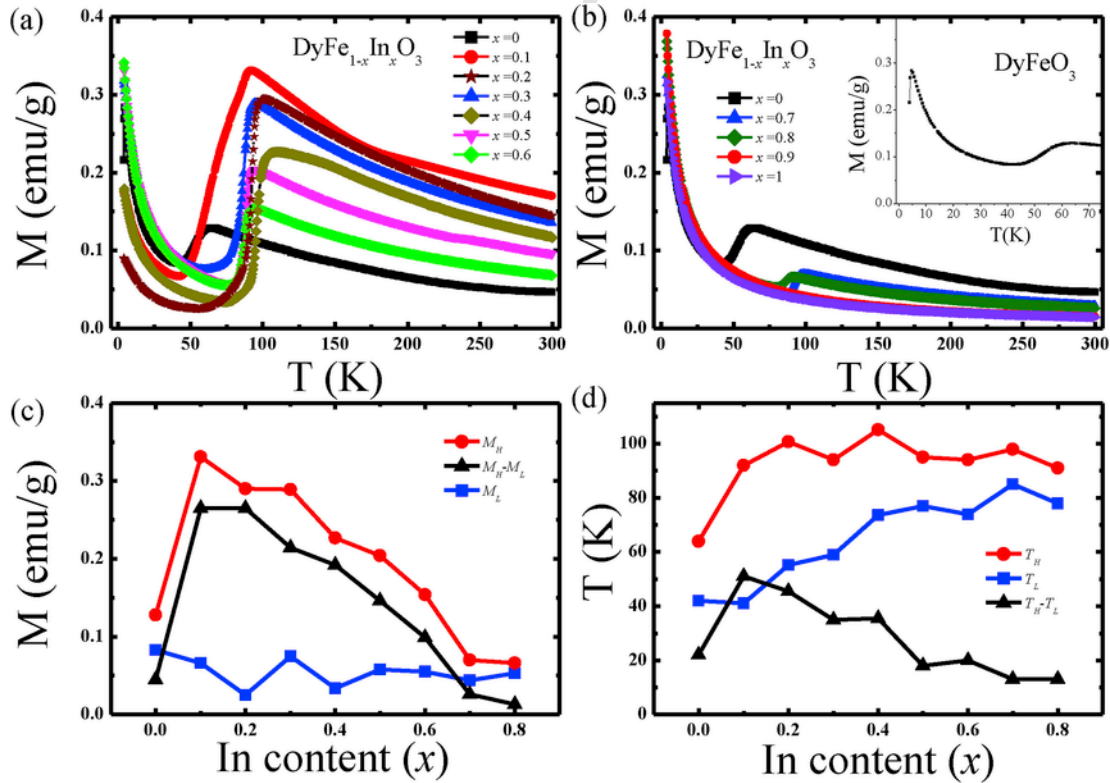 (a)
DyFe1-xInxO3
x=0
x=0.1
x=0.2
x=0.3
x=0.4
x=0.5
x=0.6
M (emu/g)
0.4
0.3
0.2
0.1
0.0
0 50 100 150 200 250 300
T (K)
(b)
DyFe1-xInxO3
x=0
x=0.7
x=0.8
x=0.9
x=1
M (emu/g)
0.4
0.3
0.2
0.1
0.0
0 50 100 150 200 250 300
T (K)
DyFeO3
M (emu/g)
0.3
0.2
0.1
0.0
0 10 20 30 40 50 60 70
T(K)
(c)
MH
MH-ML
ML
M (emu/g)
0.4
0.3
0.2
0.1
0.0
0.0 0.2 0.4 0.6 0.8
In content (x)
(d)
TH
TL
TH-TL
T (K)
100
80
60
40
20
0
0.0 0.2 0.4 0.6 0.8
In content (x)